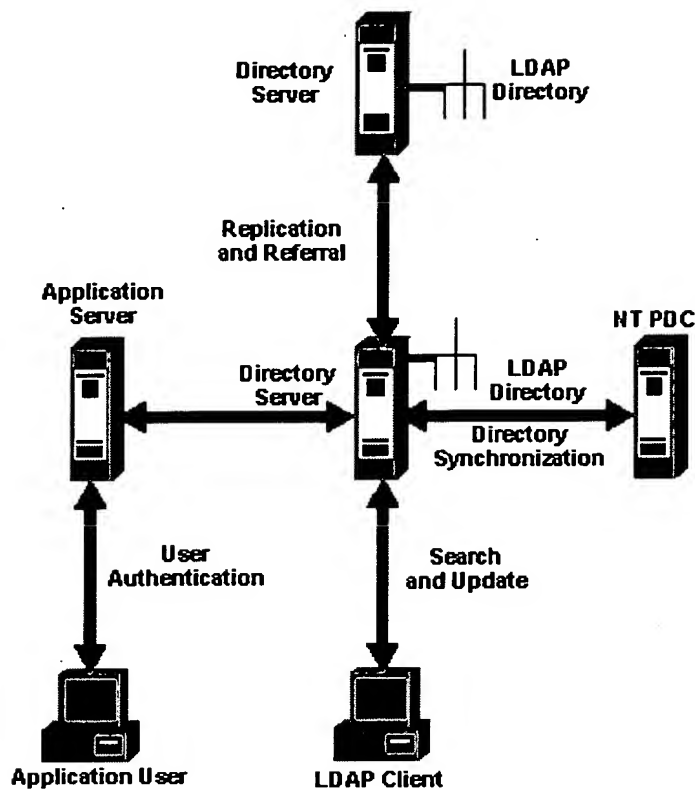 Directory
Server
LDAP
Directory
Replication
and Referral
Application
Server
NT PDC
Directory
Server
LDAP
Directory
Directory
Synchronization
User
Authentication
Search
and Update
Application User
LDAP Client